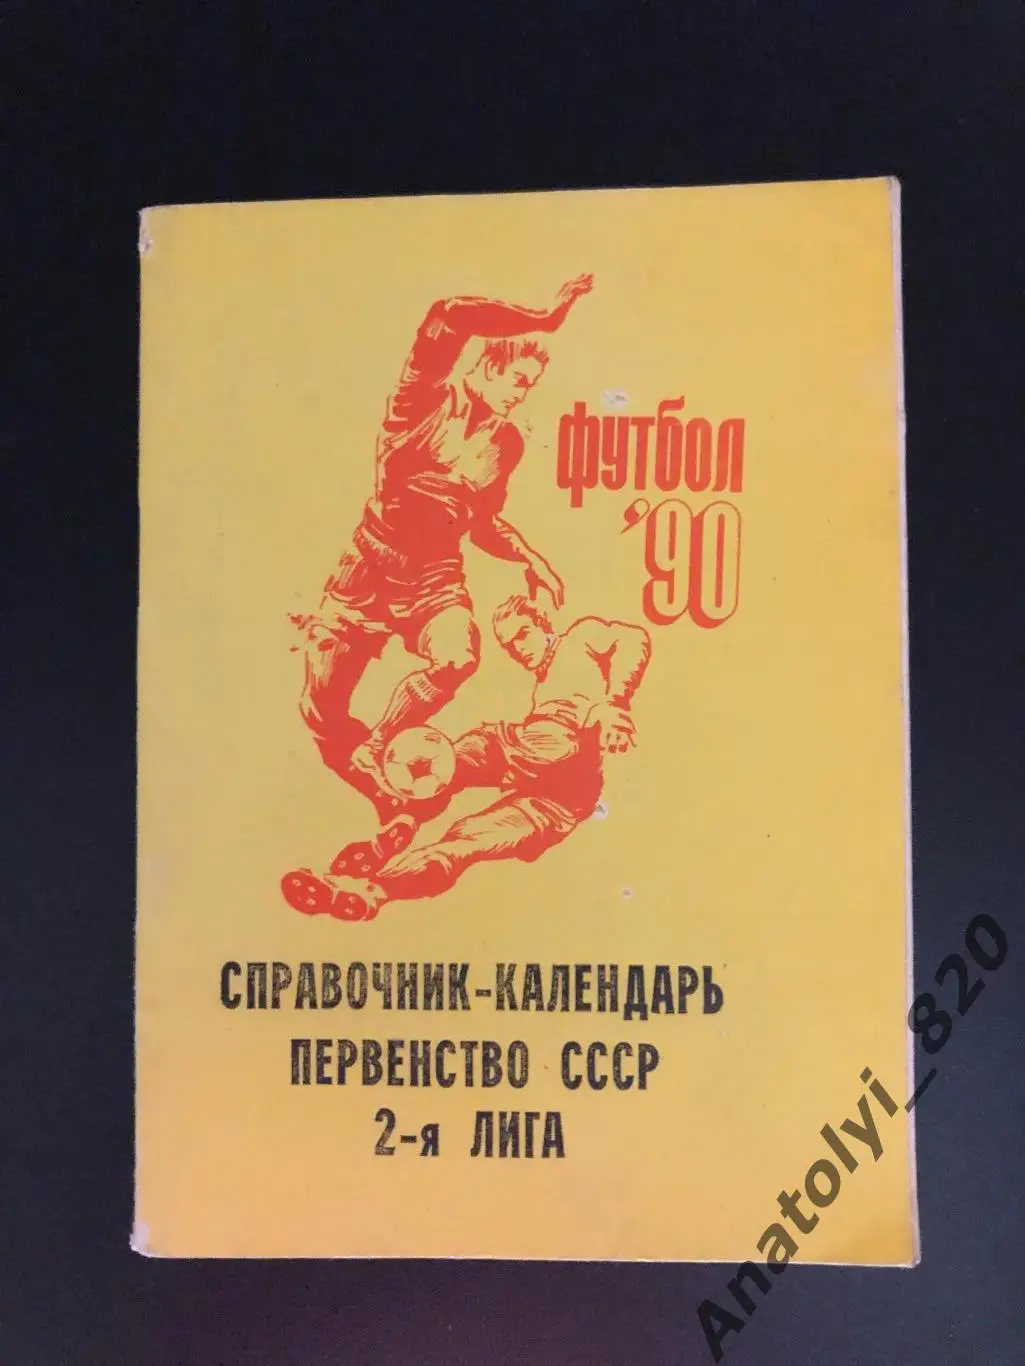 футбол
'90
СПРАВОЧНИК-КАЛЕНДАРЬ
ПЕРВЕНСТВО СССР
2-я ЛИГА
Anatolyi_820